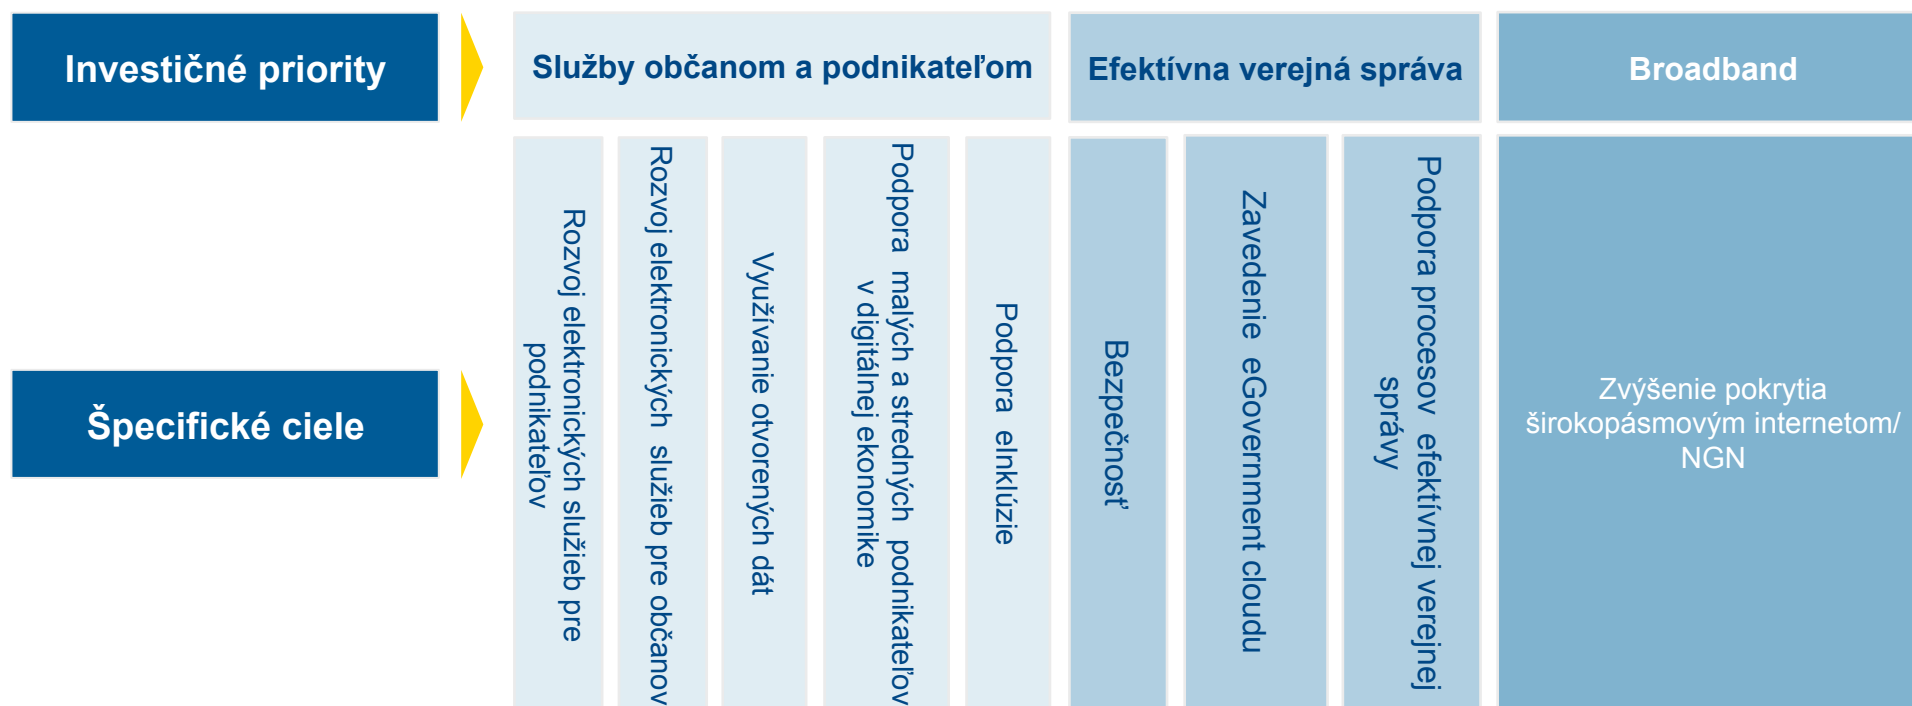 Investičné priority
Služby občanom a podnikateľom
Efektívna verejná správa
Broadband
Špecifické ciele
Rozvoj elektronických služieb pre
podnikateľov
Rozvoj elektronických služieb pre občanov
Využívanie otvorených dát
Podpora malých a stredných podnikateľov
v digitálnej ekonomike
Podpora eInklúzie
Bezpečnosť
Zavedenie eGovernment cloudu
Podpora procesov efektívnej verejnej
správy
Zvýšenie pokrytia
širokopásmovým internetom/
NGN